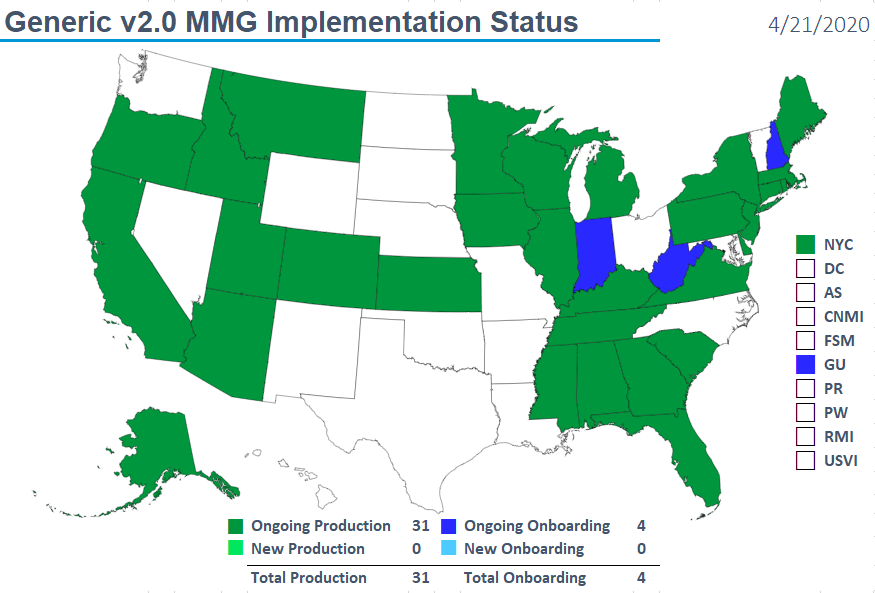 Generic v2.0 MMG Implementation Status 4/21/2020
NYC
DC
AS
CNMI
FSM
GU
PR
PW
RMI
USVI
Ongoing Production 31 Ongoing Onboarding 4
New Production 0 New Onboarding 0
Total Production 31 Total Onboarding 4